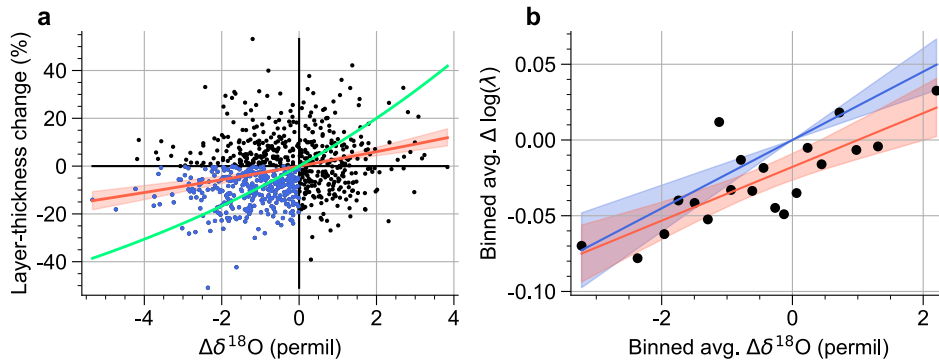 a
Layer-thickness change (%)
40
20
0
-20
-40
-4
-2
0
2
4
Δδ¹⁸O (permil)
b
Binned avg. Δ log(λ)
0.05
0.00
-0.05
-0.10
-2
0
2
Binned avg. Δδ¹⁸O (permil)